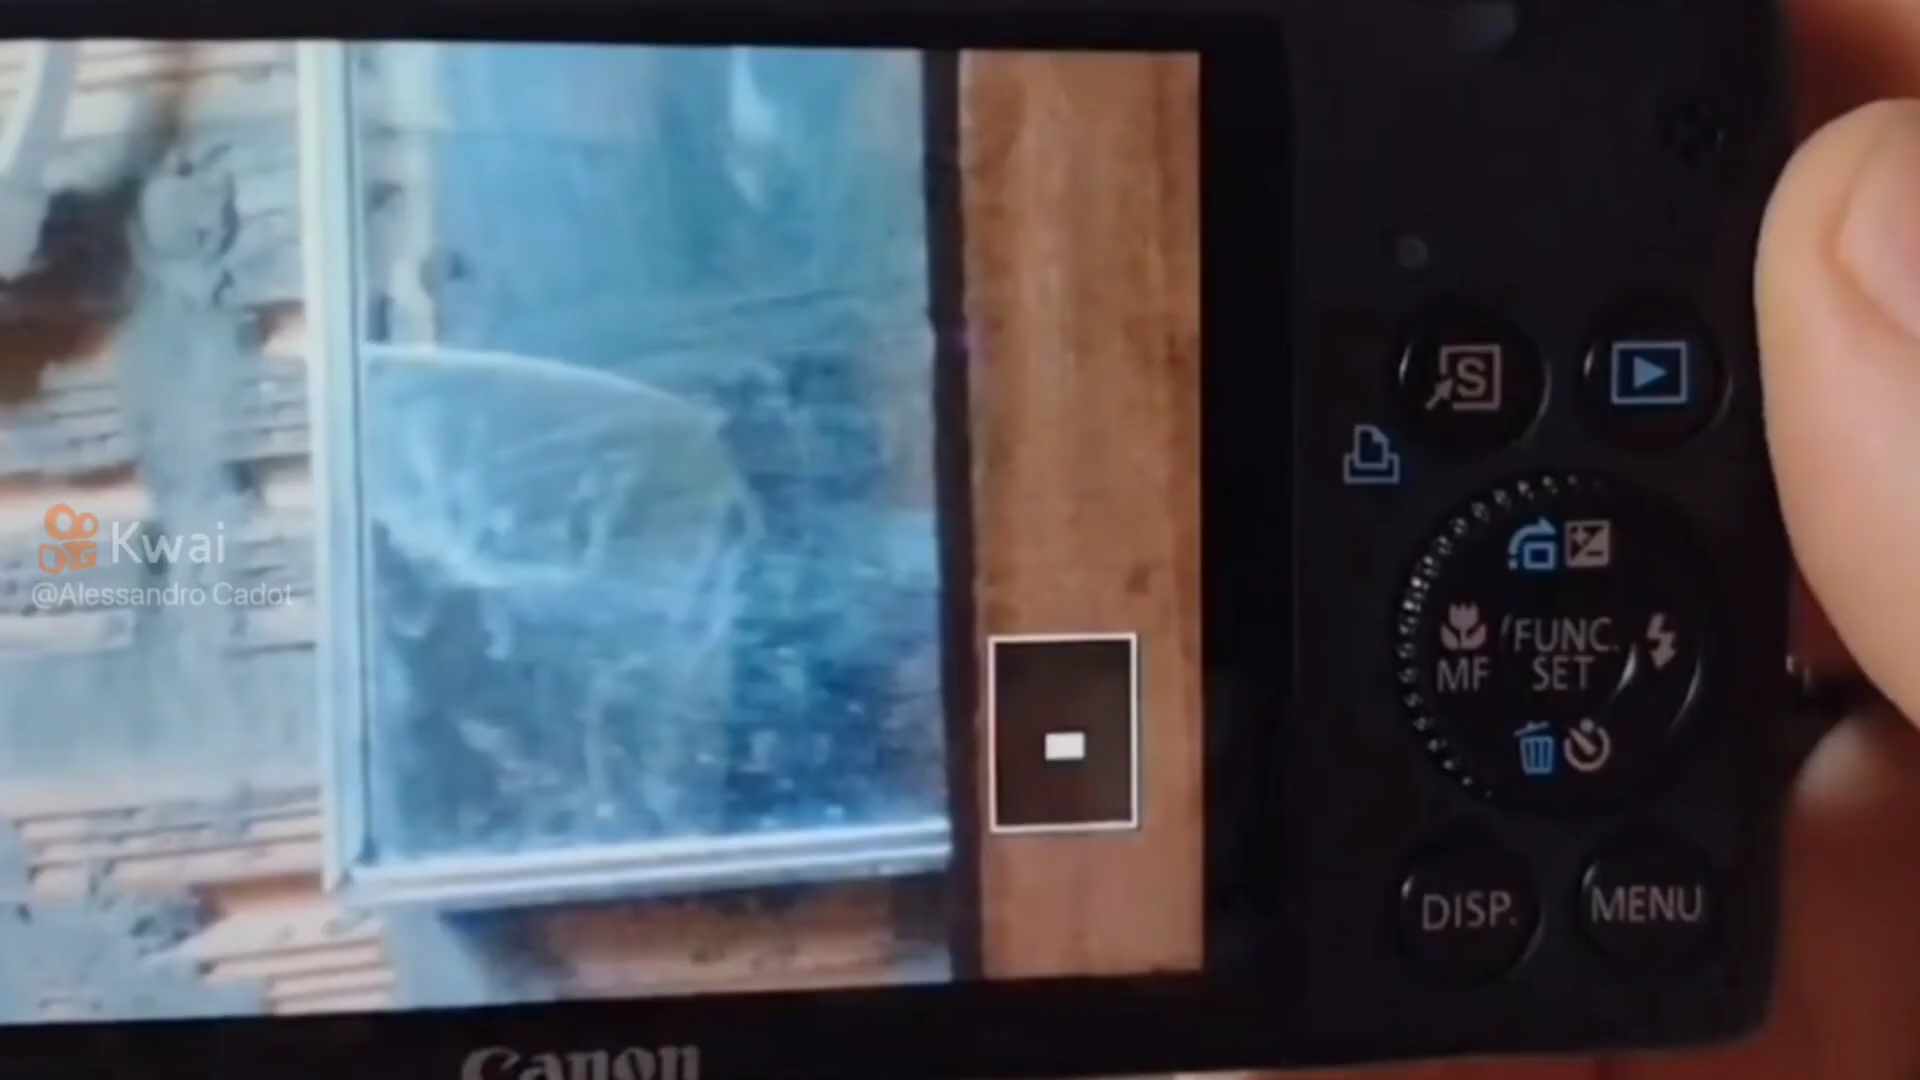 S
Kwai
@Alessandro Cadot
MF
FUNC.
SET
DISP.
MENU
Canon